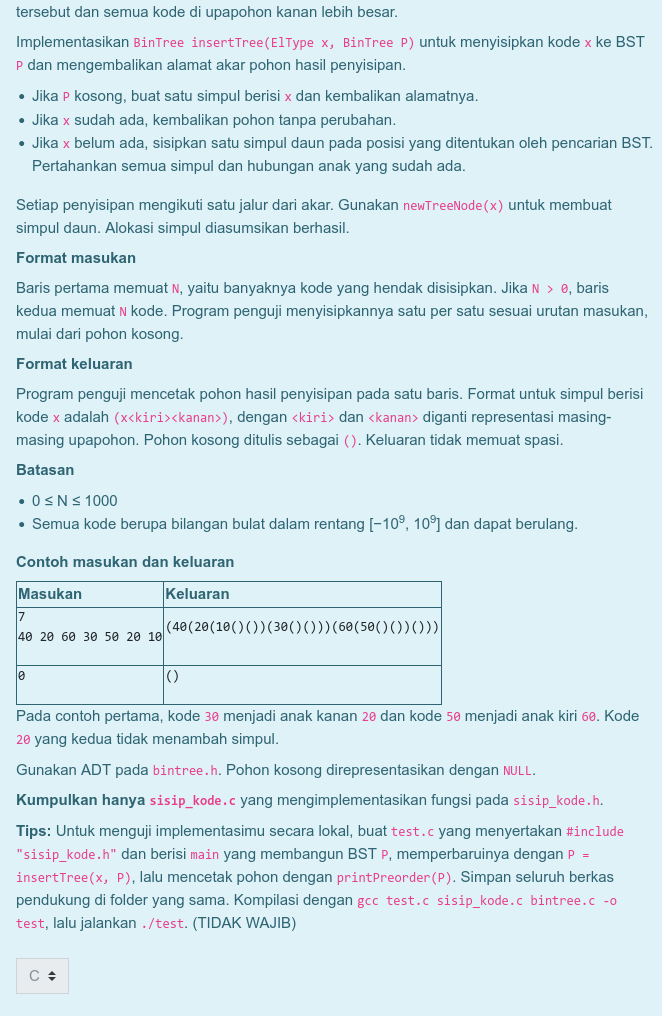 tersebut dan semua kode di upapohon kanan lebih besar.
Implementasikan BinTree insertTree(ElType x, BinTree P) untuk menyisipkan kode x ke BST
P dan mengembalikan alamat akar pohon hasil penyisipan.
• Jika P kosong, buat satu simpul berisi x dan kembalikan alamatnya.
• Jika x sudah ada, kembalikan pohon tanpa perubahan.
• Jika x belum ada, sisipkan satu simpul daun pada posisi yang ditentukan oleh pencarian BST.
Pertahankan semua simpul dan hubungan anak yang sudah ada.
Setiap penyisipan mengikuti satu jalur dari akar. Gunakan newTreeNode(x) untuk membuat
simpul daun. Alokasi simpul diasumsikan berhasil.
Format masukan
Baris pertama memuat N, yaitu banyaknya kode yang hendak disisipkan. Jika N > 0, baris
kedua memuat N kode. Program penguji menyisipkannya satu per satu sesuai urutan masukan,
mulai dari pohon kosong.
Format keluaran
Program penguji mencetak pohon hasil penyisipan pada satu baris. Format untuk simpul berisi
kode x adalah (x<kiri><kanan>), dengan <kiri> dan <kanan> diganti representasi masing-
masing upapohon. Pohon kosong ditulis sebagai (). Keluaran tidak memuat spasi.
Batasan
• 0 ≤ N ≤ 1000
• Semua kode berupa bilangan bulat dalam rentang [−10⁹, 10⁹] dan dapat berulang.
Contoh masukan dan keluaran
Masukan Keluaran
7
40 20 60 30 50 20 10 (40(20(10()())(30()()))(60(50()())()))
0 ()
Pada contoh pertama, kode 30 menjadi anak kanan 20 dan kode 50 menjadi anak kiri 60. Kode
20 yang kedua tidak menambah simpul.
Gunakan ADT pada bintree.h. Pohon kosong direpresentasikan dengan NULL.
Kumpulkan hanya sisip_kode.c yang mengimplementasikan fungsi pada sisip_kode.h.
Tips: Untuk menguji implementasimu secara lokal, buat test.c yang menyertakan #include
"sisip_kode.h" dan berisi main yang membangun BST P, memperbaruinya dengan P =
insertTree(x, P), lalu mencetak pohon dengan printPreorder(P). Simpan seluruh berkas
pendukung di folder yang sama. Kompilasi dengan gcc test.c sisip_kode.c bintree.c -o
test, lalu jalankan ./test. (TIDAK WAJIB)
C